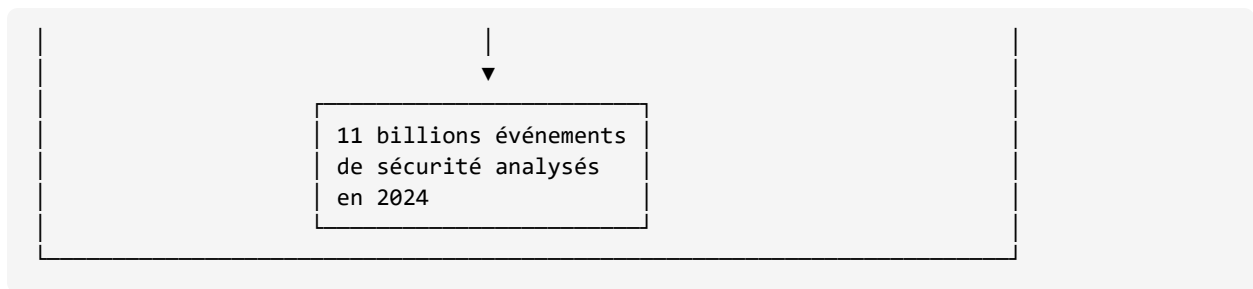 11 billions événements
de sécurité analysés
en 2024